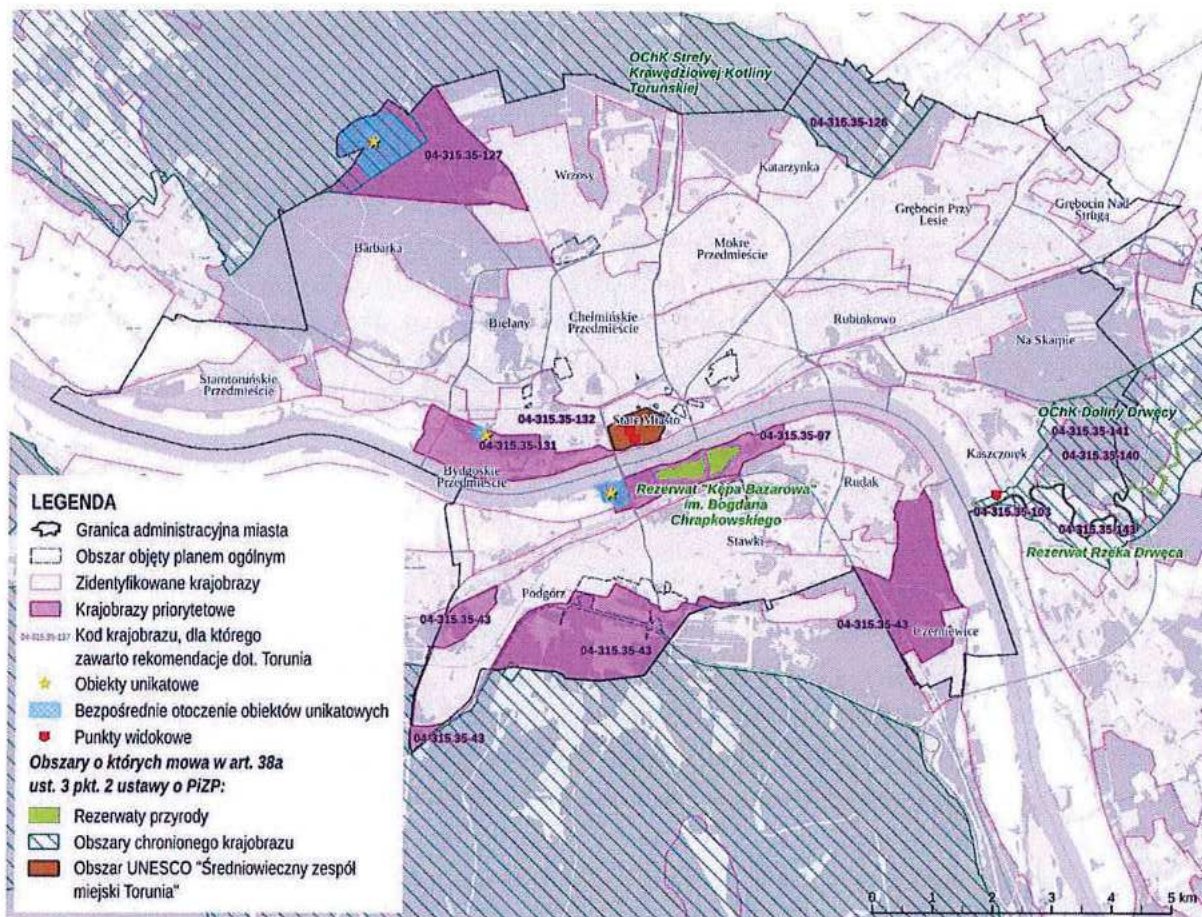 OChK Strefy
Krawędziowej Kotliny
Toruńskiej
04-315.35-126
04-315.35-127
Wrzosy
Katarzynka
Grębocin Przy
Lesie
Grębocin Nad
Strugą
Barbarka
Mokre
Przedmieście
Bielany
Chełmińskie
Przedmieście
Rubinkowo
Na Skarpie
Starotoruńskie
Przedmieście
04-315.35-132
Stare Miasto
04-315.35-131
04-315.35-97
OChK Doliny Drwęcy
04-315.35-141
04-315.35-140
Kaszczorek
Bydgoskie
Przedmieście
Rudak
Rezerwat "Kępa Bazarowa"
im. Bogdana
Chrapkowskiego
04-315.35-103
04-315.35-143
Rezerwat Rzeka Drwęca
Stawki
Podgórz
04-315.35-43
04-315.35-43
04-315.35-43
Czerniewice
04-315.35-43
LEGENDA
Granica administracyjna miasta
Obszar objęty planem ogólnym
Zidentyfikowane krajobrazy
Krajobrazy priorytetowe
04-315.35-137 Kod krajobrazu, dla którego
zawarto rekomendacje dot. Torunia
Obiekty unikatowe
Bezpośrednie otoczenie obiektów unikatowych
Punkty widokowe
Obszary o których mowa w art. 38a
ust. 3 pkt. 2 ustawy o PiZP:
Rezerwaty przyrody
Obszary chronionego krajobrazu
Obszar UNESCO "Średniowieczny zespół
miejski Torunia"
0 1 2 3 4 5 km